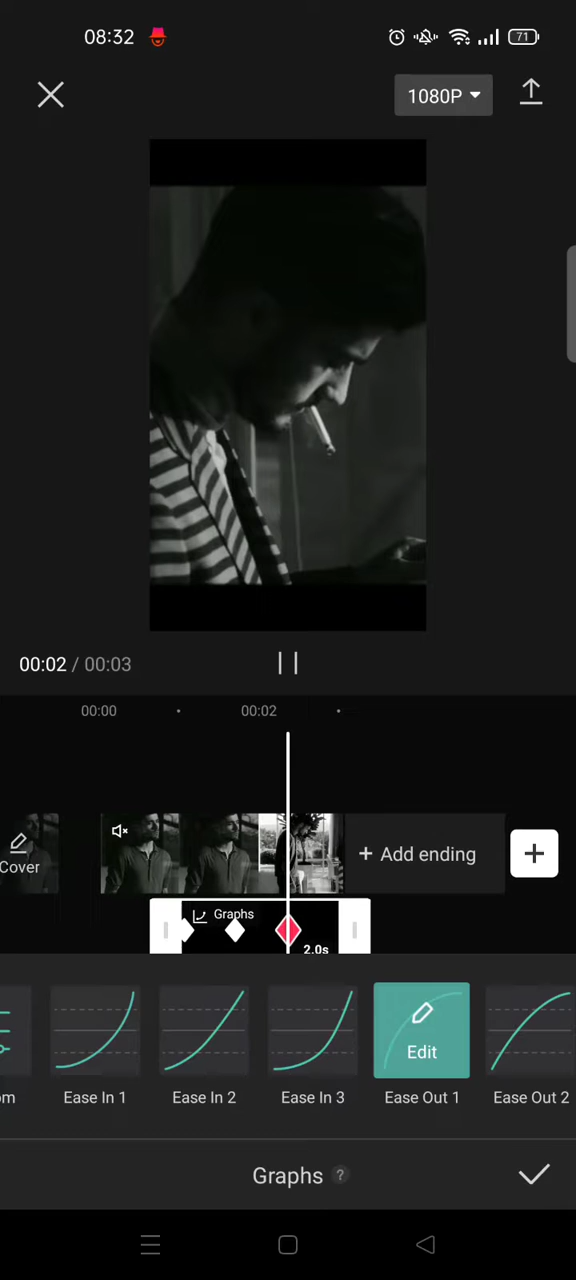 08:32
71
1080P
00:02 / 00:03
00:00
00:02
Cover
+ Add ending
Graphs
2.0s
Edit
om
Ease In 1
Ease In 2
Ease In 3
Ease Out 1
Ease Out 2
Graphs ?